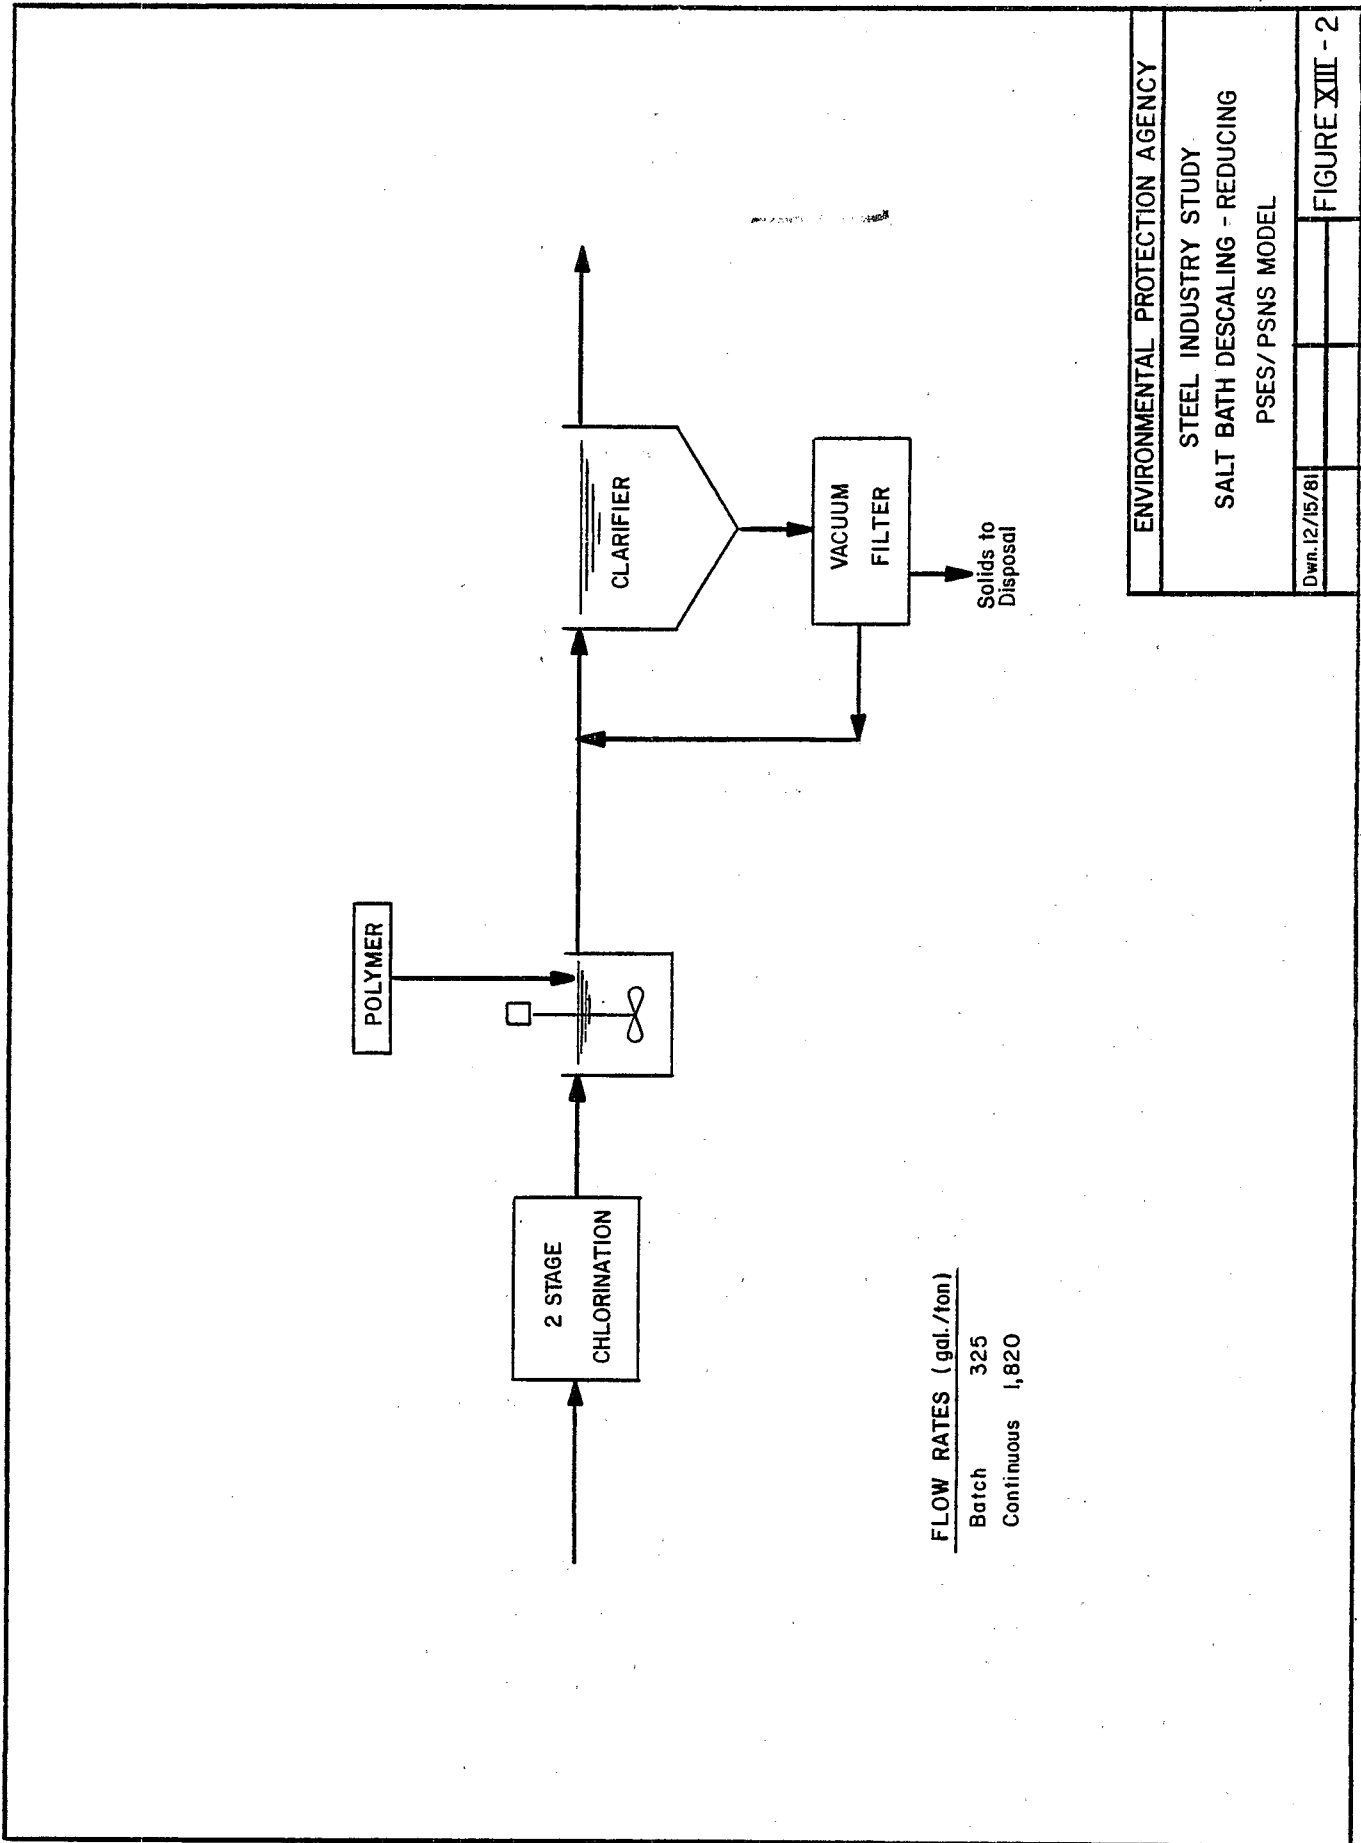 POLYMER
2 STAGE
CHLORINATION
CLARIFIER
VACUUM
FILTER
Solids to
Disposal
FLOW RATES (gal./ton)
Batch 325
Continuous 1,820
ENVIRONMENTAL PROTECTION AGENCY
STEEL INDUSTRY STUDY
SALT BATH DESCALING - REDUCING
PSES/PSNS MODEL
Dwn.12/15/81
FIGURE XIII - 2